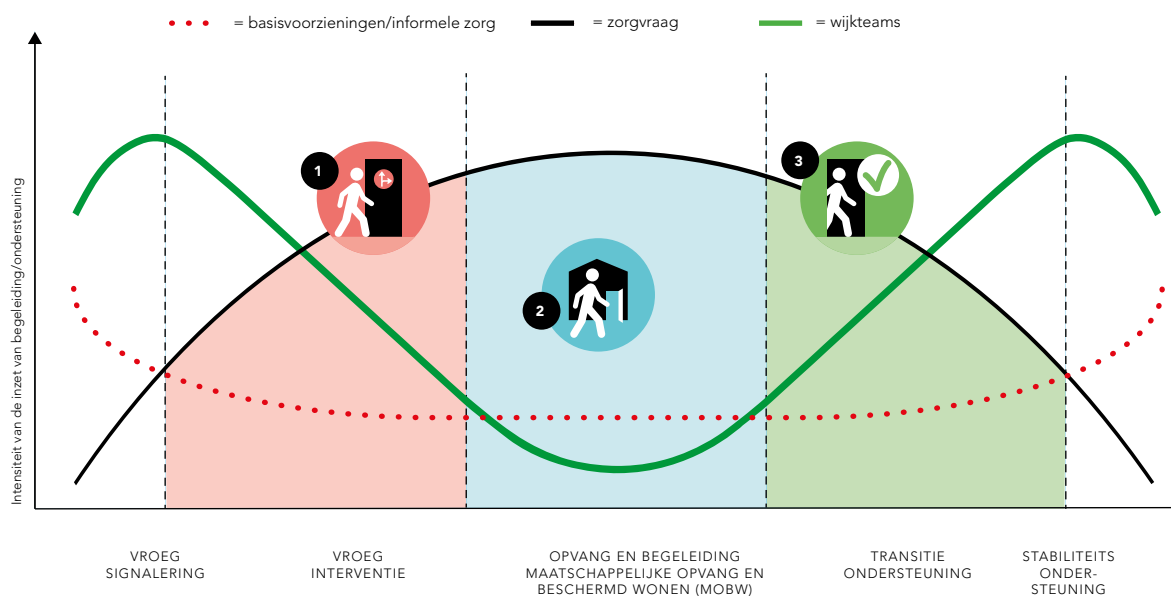 = basisvoorzieningen/informele zorg
= zorgvraag
= wijkteams
Intensiteit van de inzet van begeleiding/ondersteuning
1
2
3
VROEG
SIGNALERING
VROEG
INTERVENTIE
OPVANG EN BEGELEIDING
MAATSCHAPPELIJKE OPVANG EN
BESCHERMD WONEN (MOBW)
TRANSITIE
ONDERSTEUNING
STABILITEITS
ONDER-
STEUNING